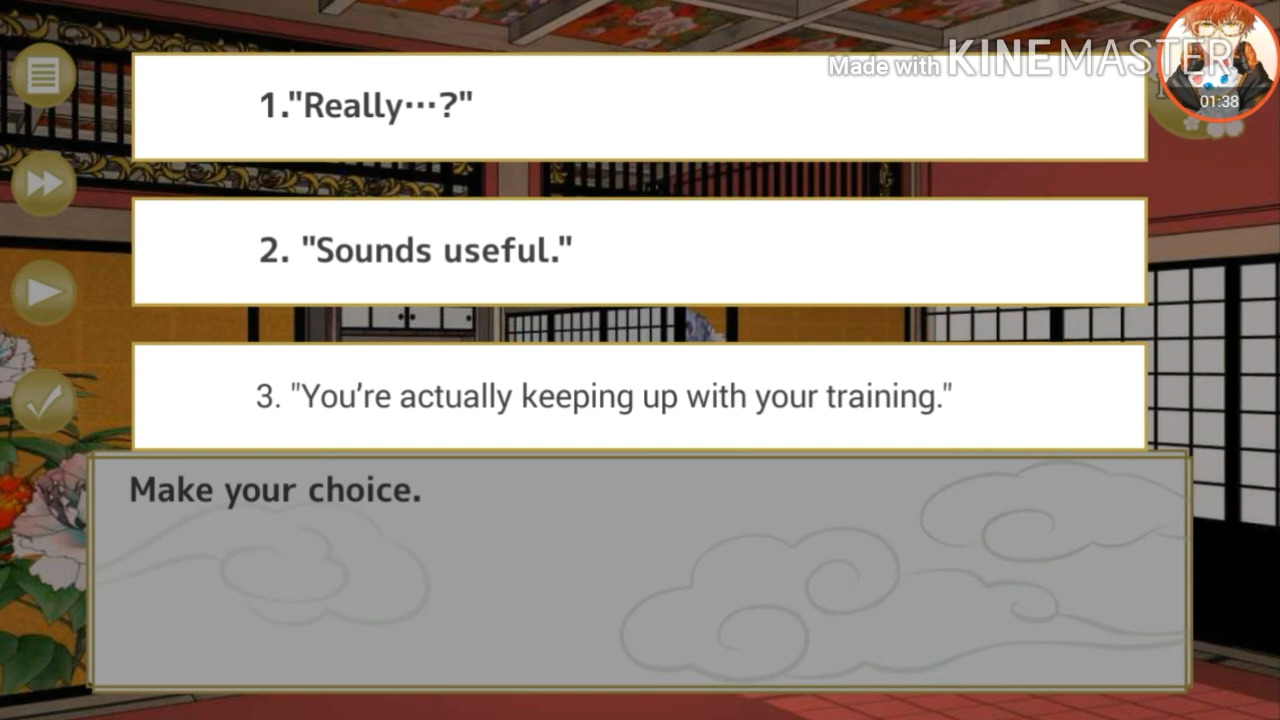 Made with KINEMASTER
01:38
1."Really···?"
2. "Sounds useful."
3. "You’re actually keeping up with your training."
Make your choice.